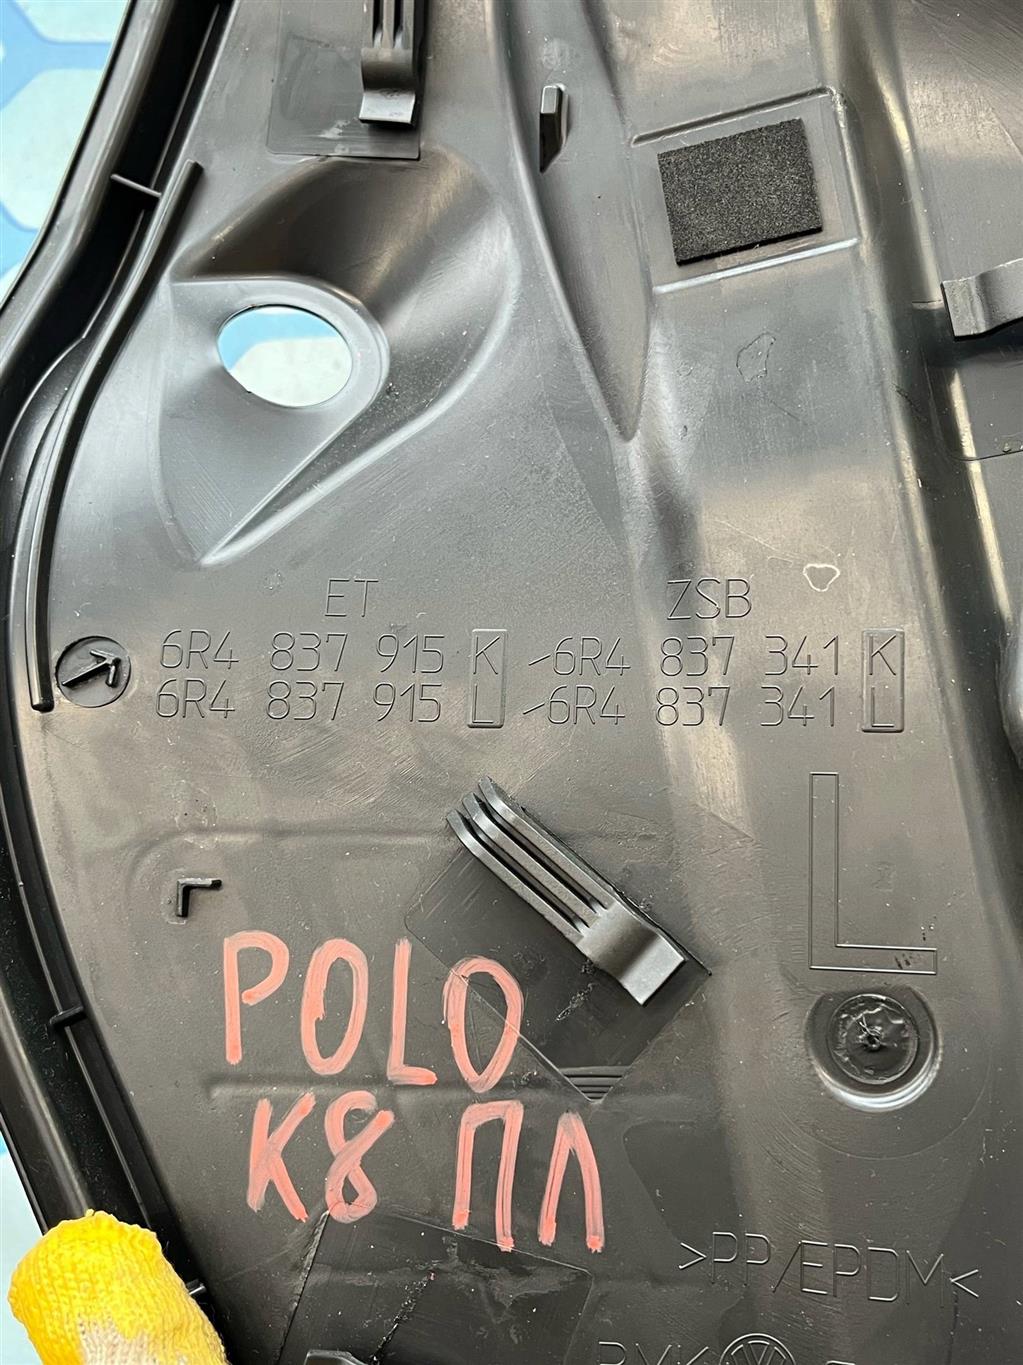 ET ZSB
6R4 837 915 K -6R4 837 341 K
6R4 837 915 L -6R4 837 341 L
L
POLO
K8 ПЛ
>PP/EPDM<